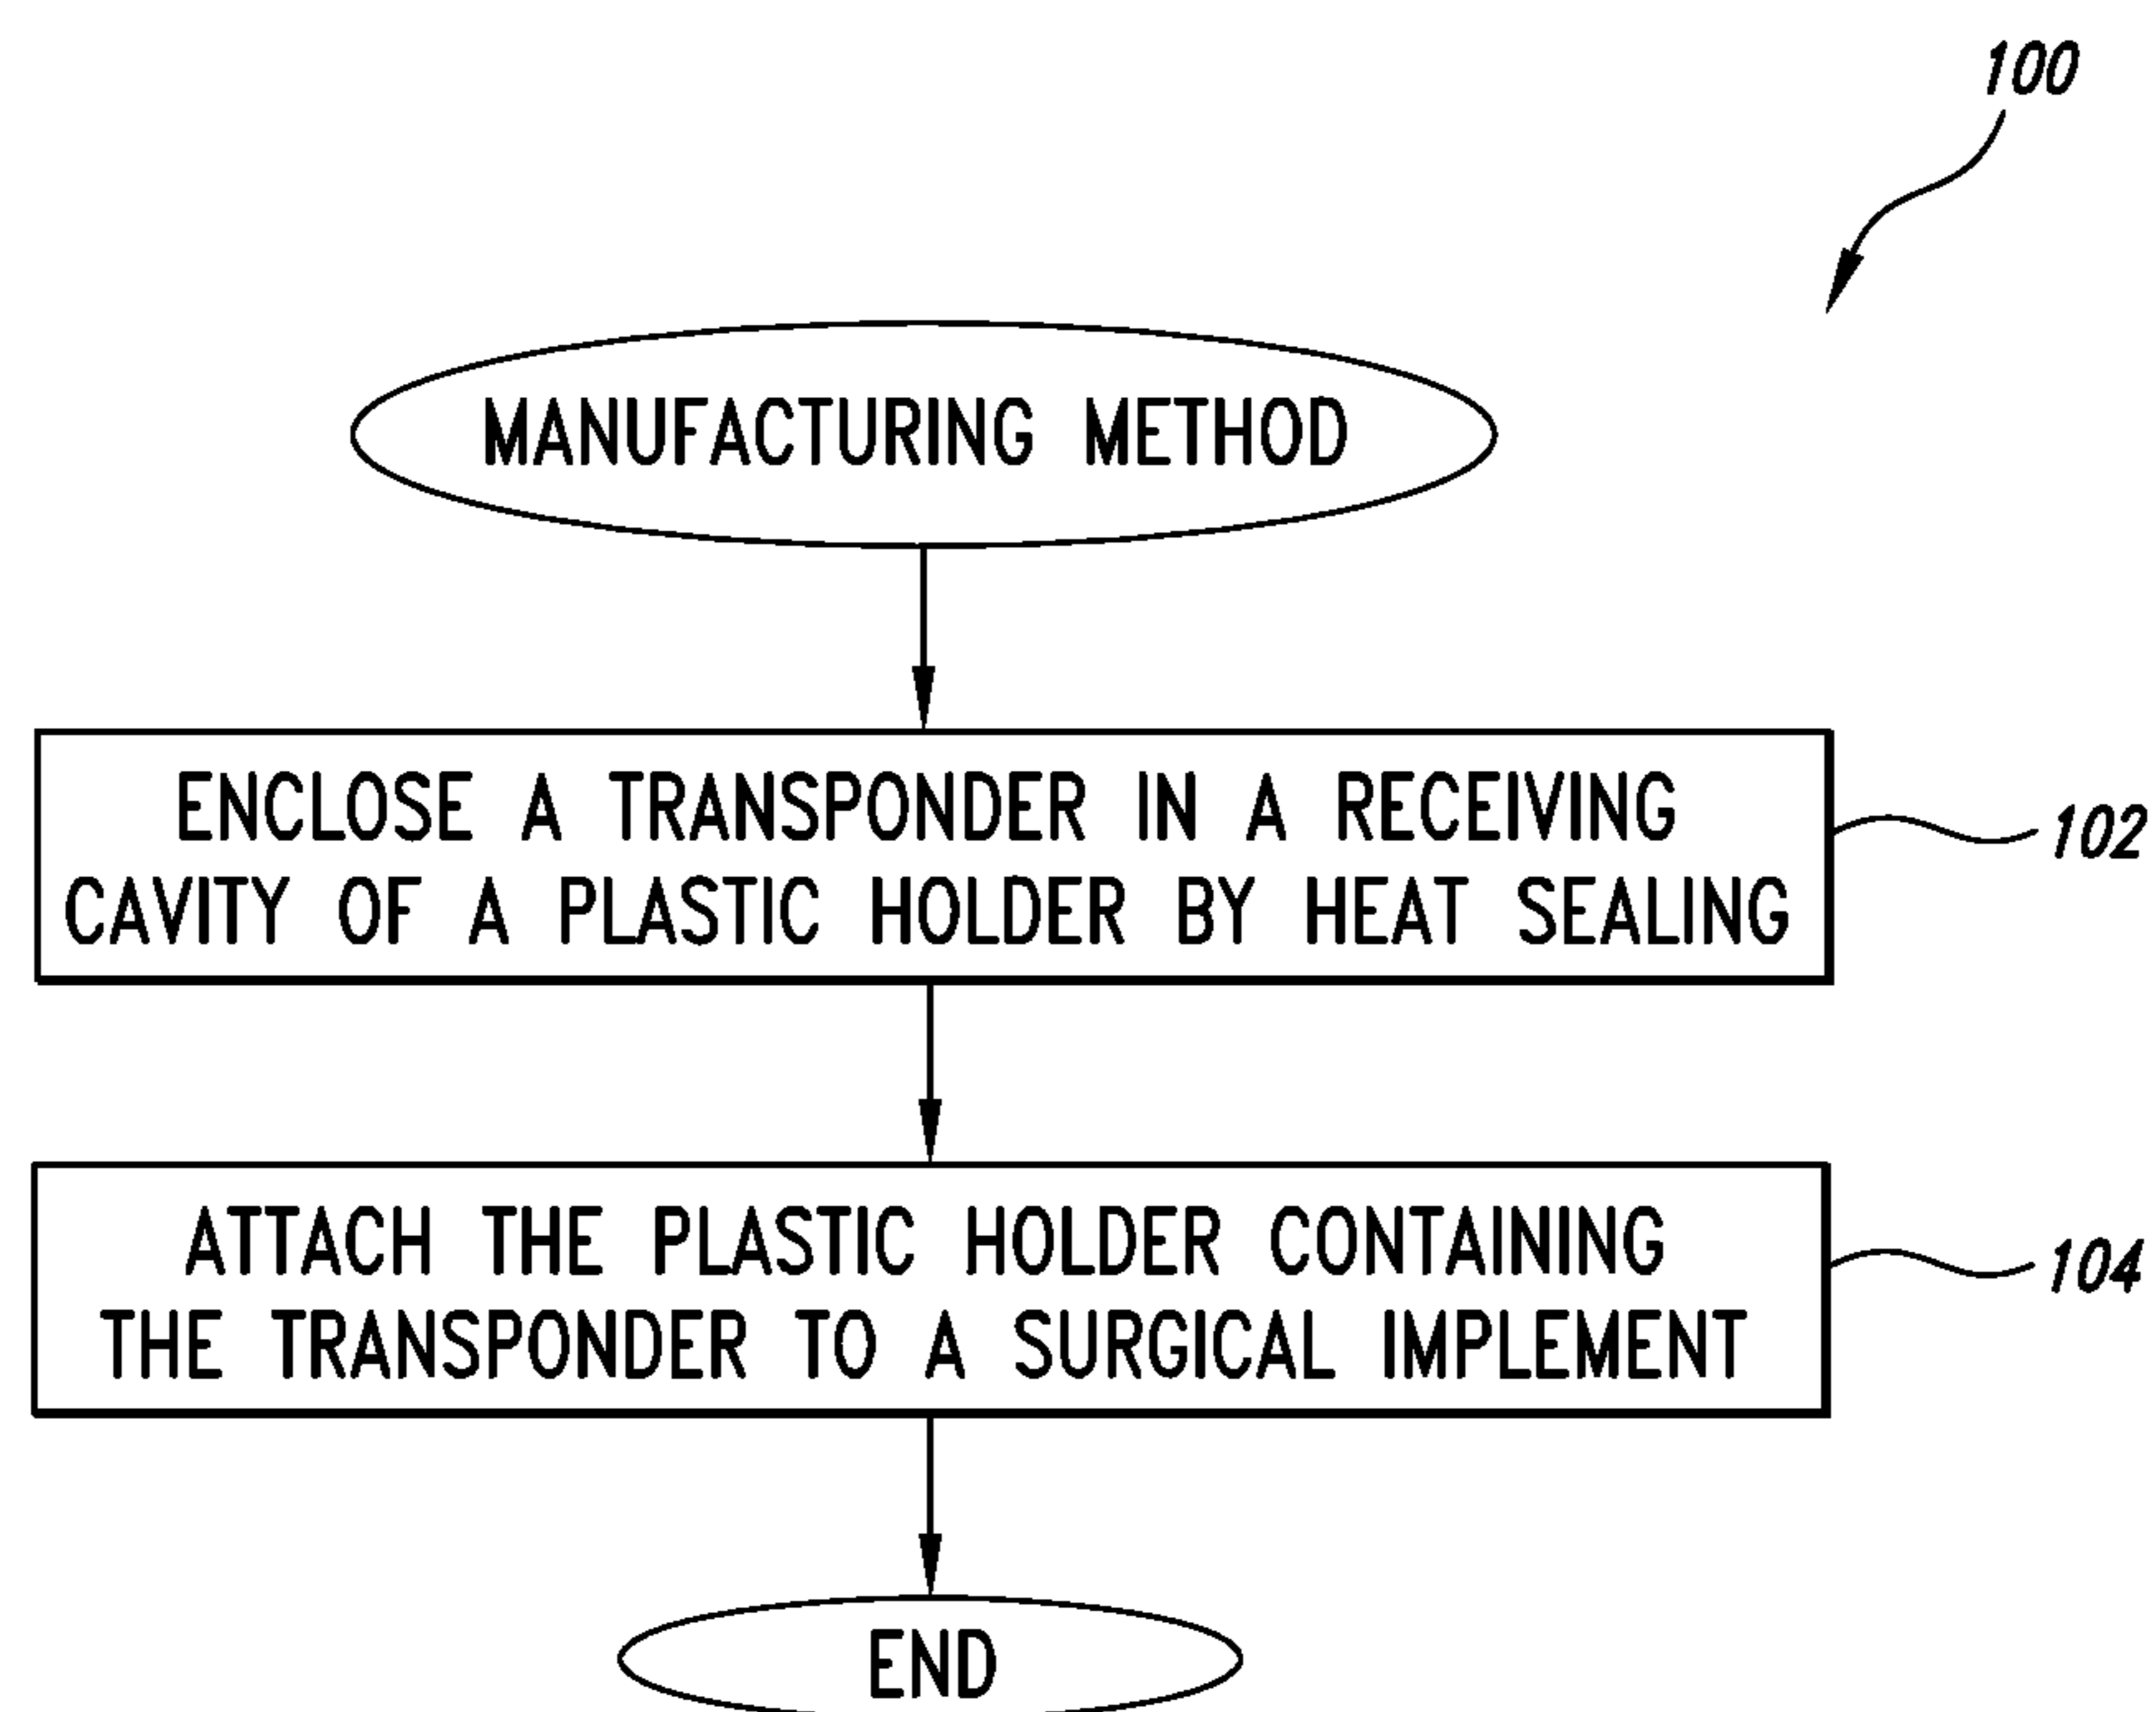 100
MANUFACTURING METHOD
ENCLOSE A TRANSPONDER IN A RECEIVING
CAVITY OF A PLASTIC HOLDER BY HEAT SEALING
102
ATTACH THE PLASTIC HOLDER CONTAINING
THE TRANSPONDER TO A SURGICAL IMPLEMENT
104
END